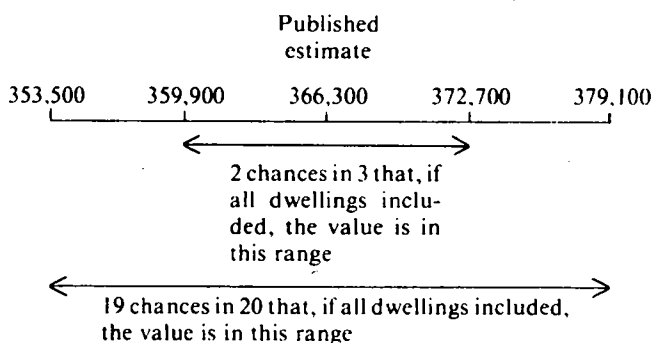 Published
estimate
353,500 359,900 366,300 372,700 379,100
2 chances in 3 that, if
all dwellings inclu-
ded, the value is in
this range
19 chances in 20 that, if all dwellings included,
the value is in this range